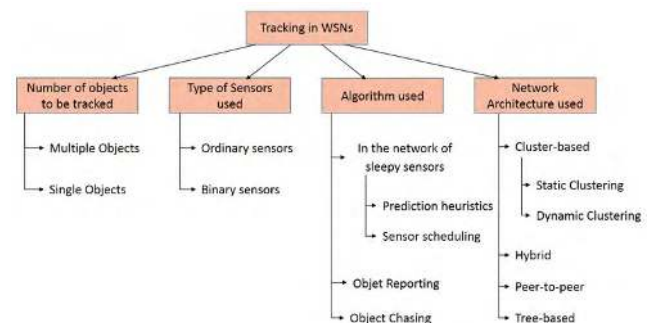 Tracking in WSNs
Number of objects
to be tracked
Multiple Objects
Single Objects
Type of Sensors
used
Ordinary sensors
Binary sensors
Algorithm used
In the network of
sleepy sensors
Prediction heuristics
Sensor scheduling
Objet Reporting
Object Chasing
Network
Architecture used
Cluster-based
Static Clustering
Dynamic Clustering
Hybrid
Peer-to-peer
Tree-based